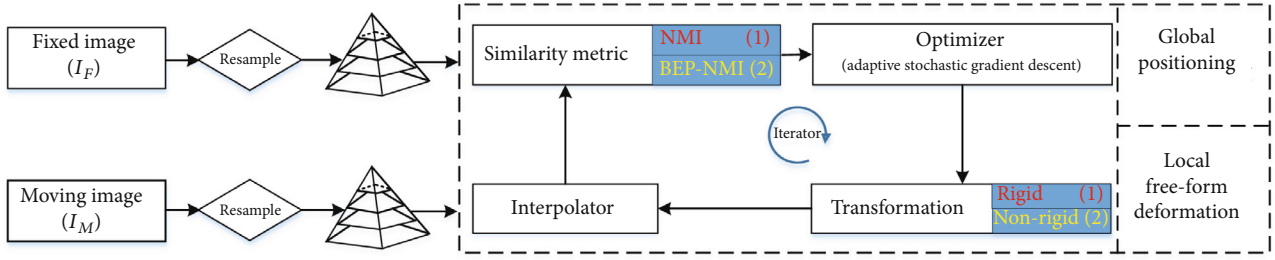 Fixed image
(I_F)
Resample
Similarity metric
NMI (1)
BEP-NMI (2)
Optimizer
(adaptive stochastic gradient descent)
Global
positioning
Iterator
Moving image
(I_M)
Resample
Interpolator
Transformation
Rigid (1)
Non-rigid (2)
Local
free-form
deformation